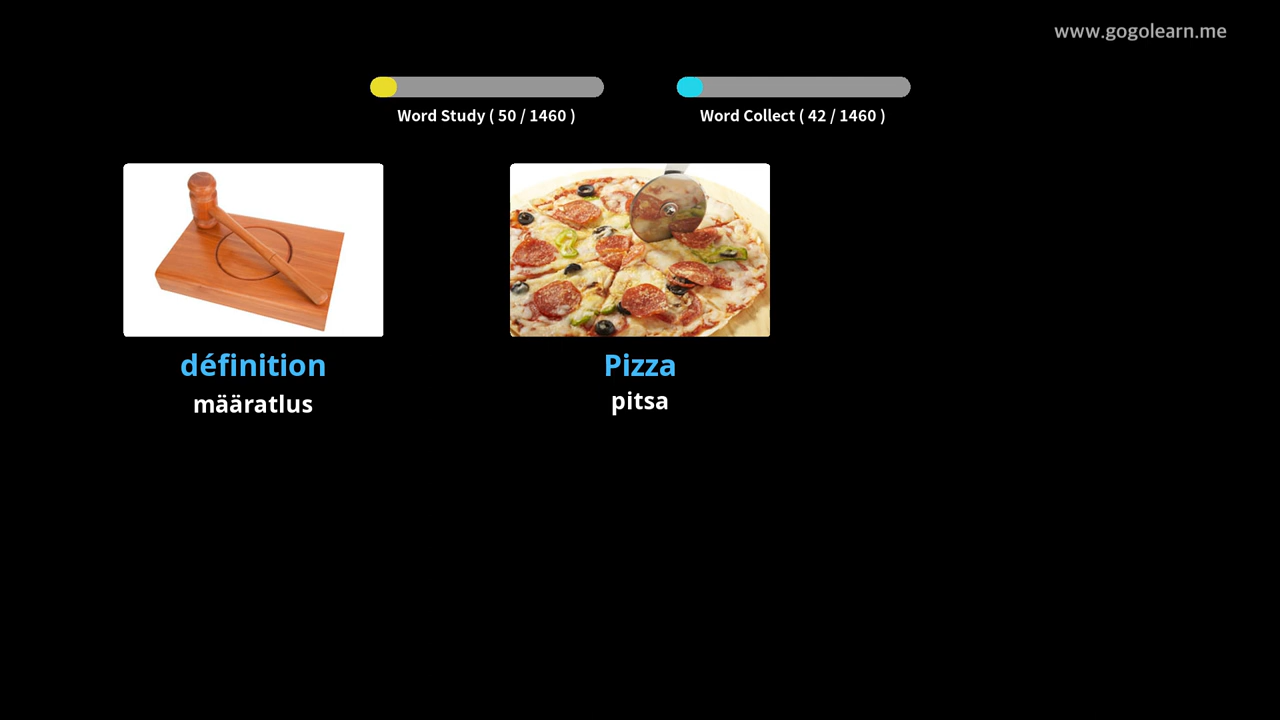 www.gogolearn.me
Word Study ( 50 / 1460 )
Word Collect ( 42 / 1460 )
définition
määratlus
Pizza
pitsa